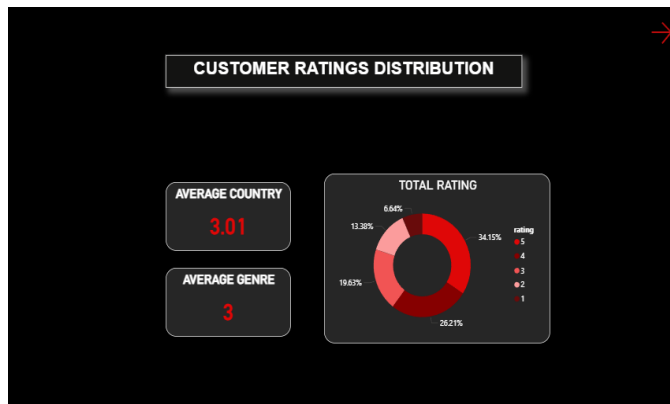 CUSTOMER RATINGS DISTRIBUTION
AVERAGE COUNTRY
3.01
AVERAGE GENRE
3
TOTAL RATING
6.64%
13.38%
34.15%
19.63%
26.21%
rating
5
4
3
2
1